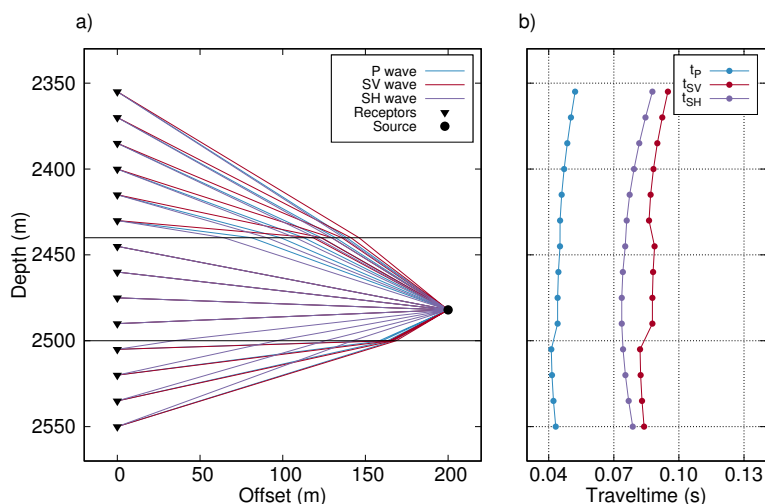 a)
P wave
SV wave
SH wave
Receptors
Source
Depth (m)
2350
2400
2450
2500
2550
0
50
100
150
200
Offset (m)
b)
tP
tSV
tSH
0.04
0.07
0.10
0.13
Traveltime (s)